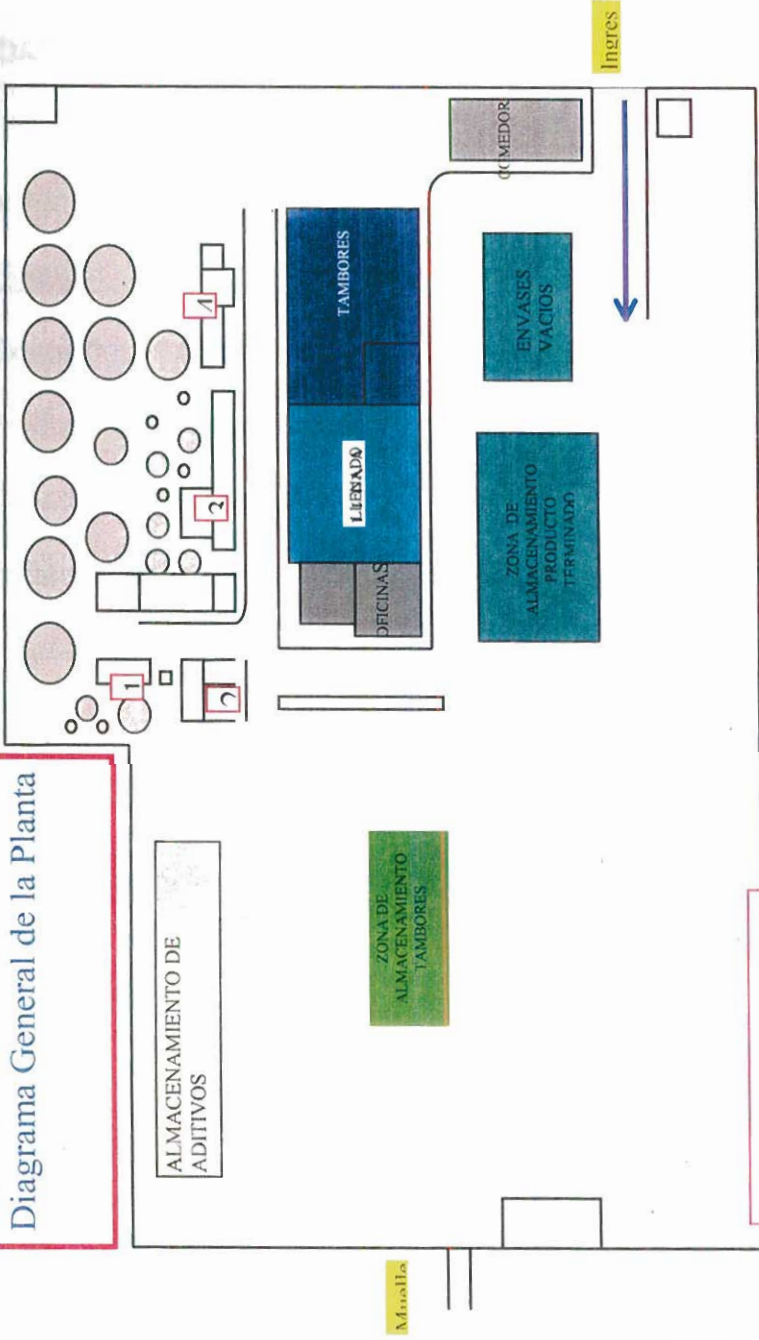 Diagrama General de la Planta
ALMACENAMIENTO DE
ADITIVOS
1
2
ZONA DE
ALMACENAMIENTO
TAMBORES
OFICINAS
TAMBORES
COMEDOR
ZONA DE
ALMACENAMIENTO
PRODUCTO
TERMINADO
ENVASES
VACIOS
Muelle
Ingres